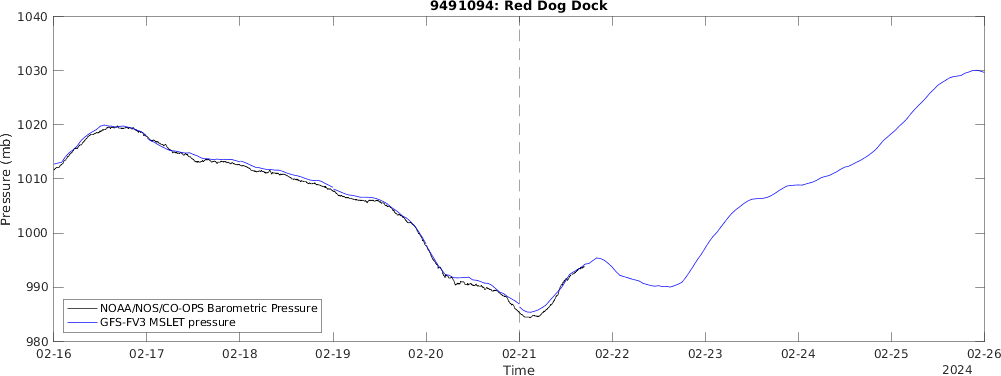 9491094: Red Dog Dock
Pressure (mb)
1040
1030
1020
1010
1000
990
980
NOAA/NOS/CO-OPS Barometric Pressure
GFS-FV3 MSLET pressure
02-16 02-17 02-18 02-19 02-20 02-21 02-22 02-23 02-24 02-25 02-26
Time
2024